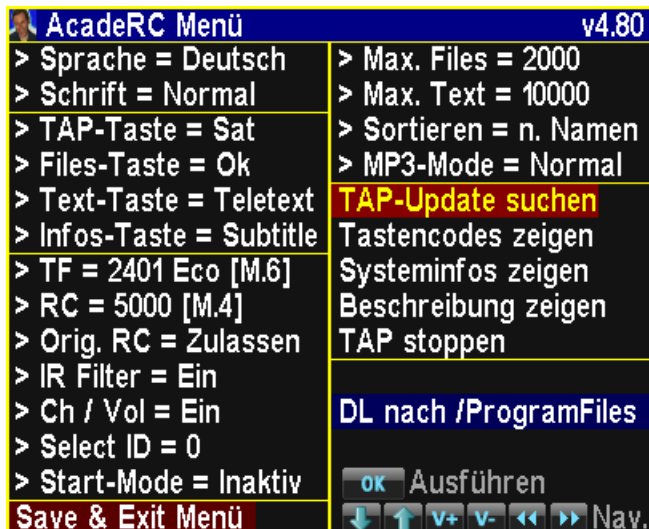 AcadeRC Menü v4.80
> Sprache = Deutsch
> Schrift = Normal
> TAP-Taste = Sat
> Files-Taste = Ok
> Text-Taste = Teletext
> Infos-Taste = Subtitle
> TF = 2401 Eco [M.6]
> RC = 5000 [M.4]
> Orig. RC = Zulassen
> IR Filter = Ein
> Ch / Vol = Ein
> Select ID = 0
> Start-Mode = Inaktiv
Save & Exit Menü
> Max. Files = 2000
> Max. Text = 10000
> Sortieren = n. Namen
> MP3-Mode = Normal
TAP-Update suchen
Tastencodes zeigen
Systeminfos zeigen
Beschreibung zeigen
TAP stoppen
DL nach /ProgramFiles
OK Ausführen
V+ V- Nav.